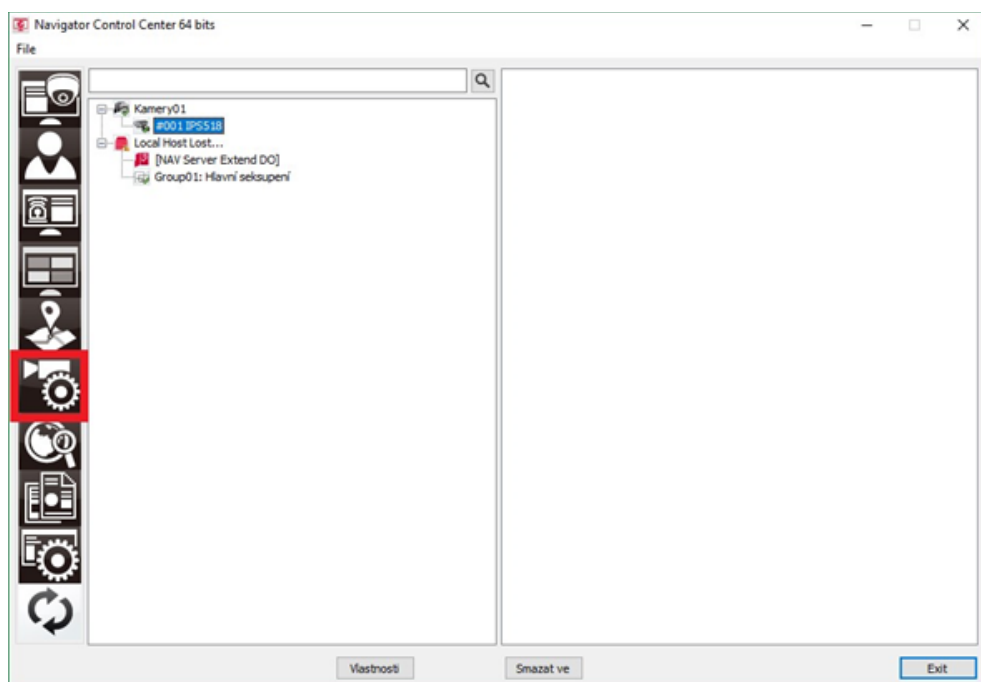 Navigator Control Center 64 bits
File
Kamery01
#001 IPS518
Local Host Lost...
[NAV Server Extend DO]
Group01: Hlavní seksupení
Vlastnosti
Smazat ve
Exit